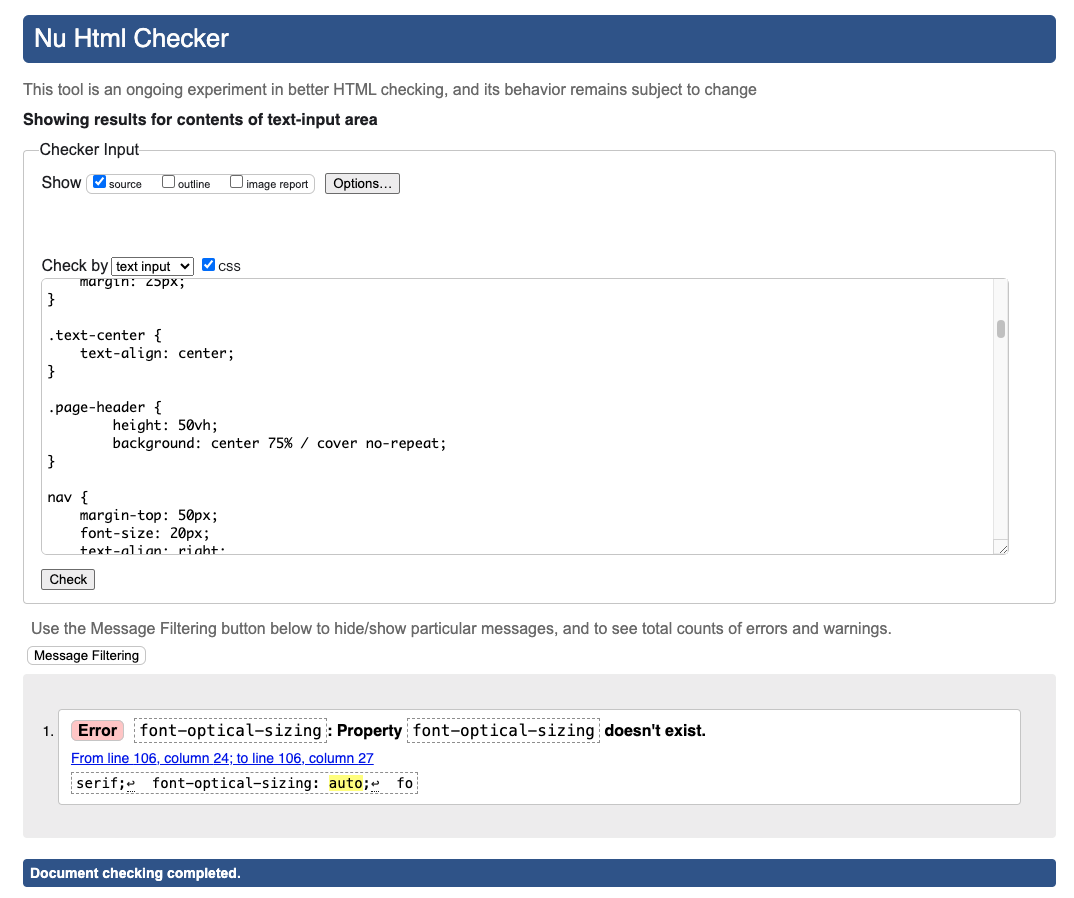 Nu Html Checker
This tool is an ongoing experiment in better HTML checking, and its behavior remains subject to change
Showing results for contents of text-input area
Checker Input
Show source outline image report Options…
Check by text input CSS
margin: 25px;
}
.text-center {
text-align: center;
}
.page-header {
height: 50vh;
background: center 75% / cover no-repeat;
}
nav {
margin-top: 50px;
font-size: 20px;
text-align: right;
Check
Use the Message Filtering button below to hide/show particular messages, and to see total counts of errors and warnings.
Message Filtering
1. Error font-optical-sizing: Property font-optical-sizing doesn't exist.
From line 106, column 24; to line 106, column 27
serif;↩ font-optical-sizing: auto;↩ fo
Document checking completed.